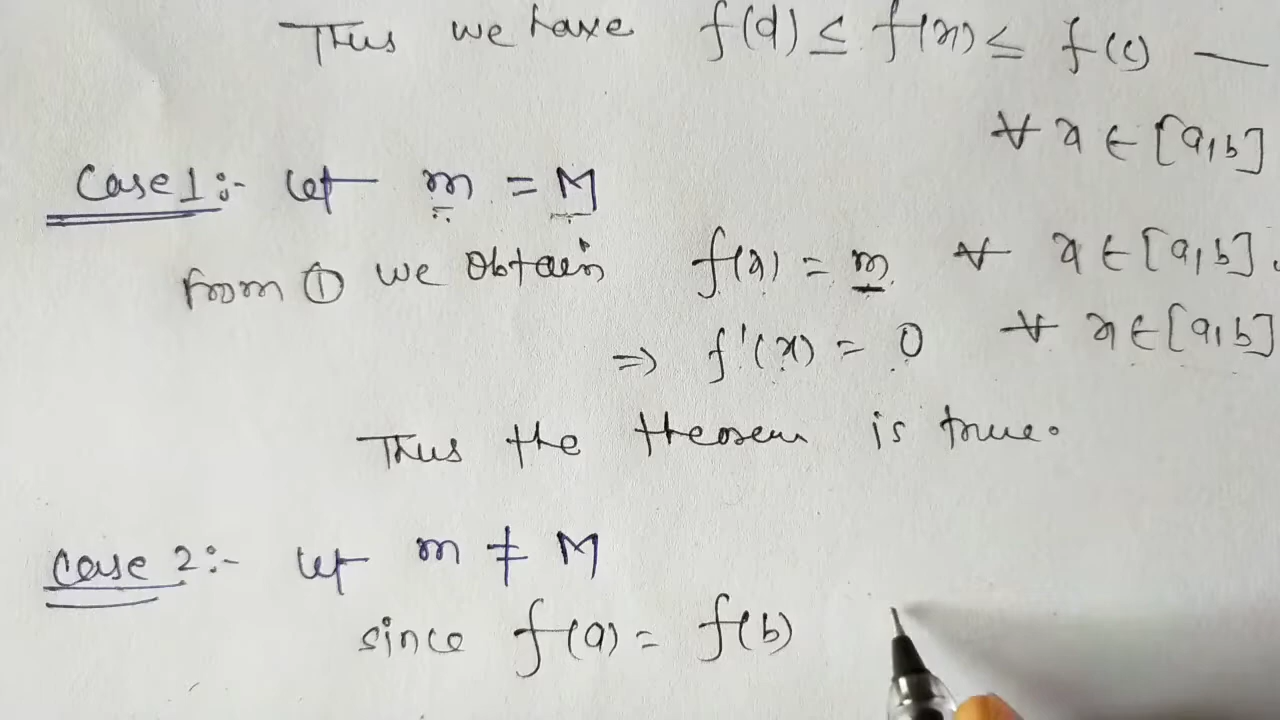 Thus we have f(d) ≤ f(x) ≤ f(c) —
∀ x ∈ [a,b]
Case 1:- let m = M
from ① we obtain f(x) = m ∀ x ∈ [a,b].
⇒ f'(x) = 0 ∀ x ∈ [a,b]
Thus the theorem is true.
Case 2:- let m ≠ M
since f(a) = f(b)